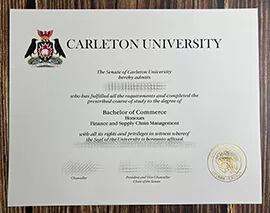 CARLETON UNIVERSITY
The Senate of Carleton University
hereby admits
who has fulfilled all the requirements and completed the
prescribed course of study to the degree of
Bachelor of Commerce
Honours
Finance and Supply Chain Management
with all its rights and privileges in witness whereof
the Seal of the University is hereunto affixed.
Chancellor
President and Vice-Chancellor
Chair of the Senate